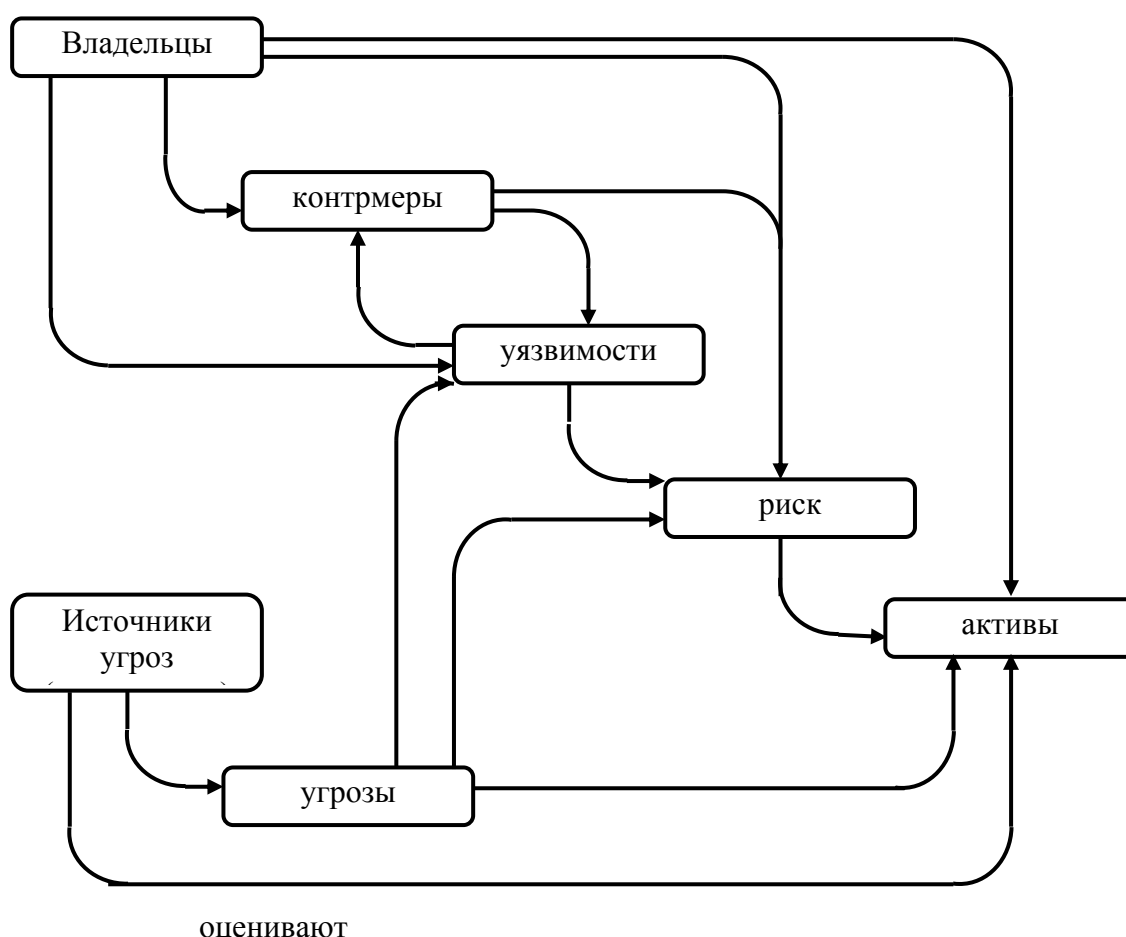 Владельцы
контрмеры
уязвимости
риск
Источники
угроз
активы
угрозы
оценивают